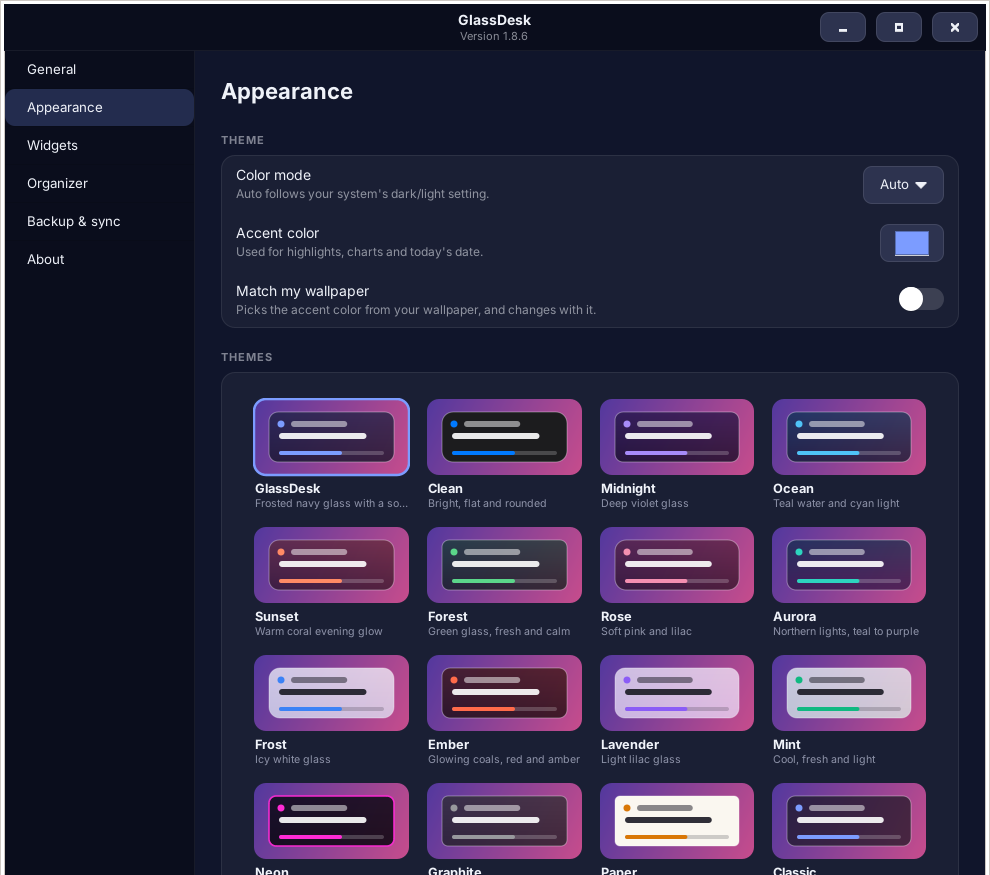 GlassDesk
Version 1.8.6
General
Appearance
Widgets
Organizer
Backup & sync
About
Appearance
THEME
Color mode
Auto follows your system's dark/light setting.
Auto
Accent color
Used for highlights, charts and today's date.
Match my wallpaper
Picks the accent color from your wallpaper, and changes with it.
THEMES
GlassDesk
Frosted navy glass with a so...
Clean
Bright, flat and rounded
Midnight
Deep violet glass
Ocean
Teal water and cyan light
Sunset
Warm coral evening glow
Forest
Green glass, fresh and calm
Rose
Soft pink and lilac
Aurora
Northern lights, teal to purple
Frost
Icy white glass
Ember
Glowing coals, red and amber
Lavender
Light lilac glass
Mint
Cool, fresh and light
Neon
Graphite
Paper
Classic